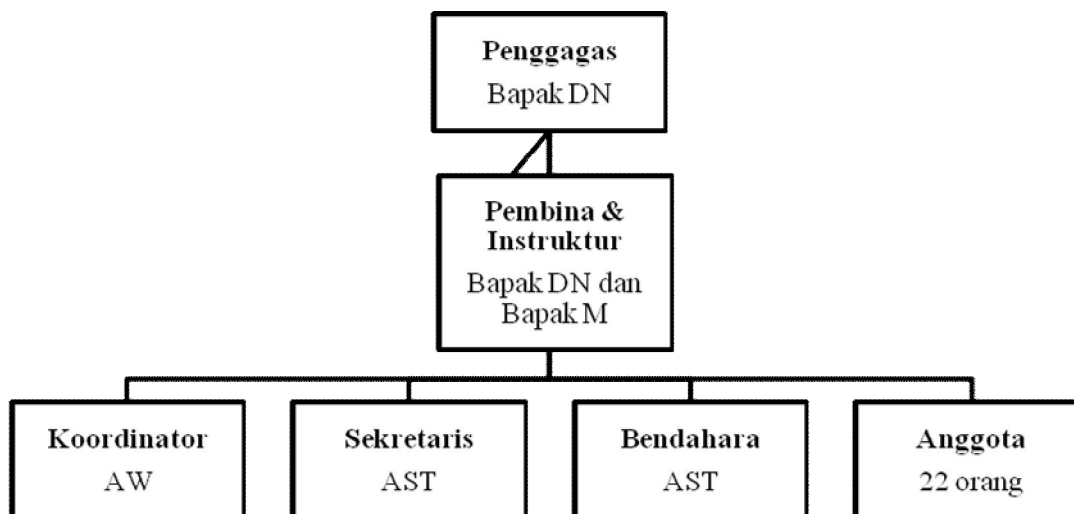 Penggagas
Bapak DN
Pembina &
Instruktur
Bapak DN dan
Bapak M
Koordinator
AW
Sekretaris
AST
Bendahara
AST
Anggota
22 orang